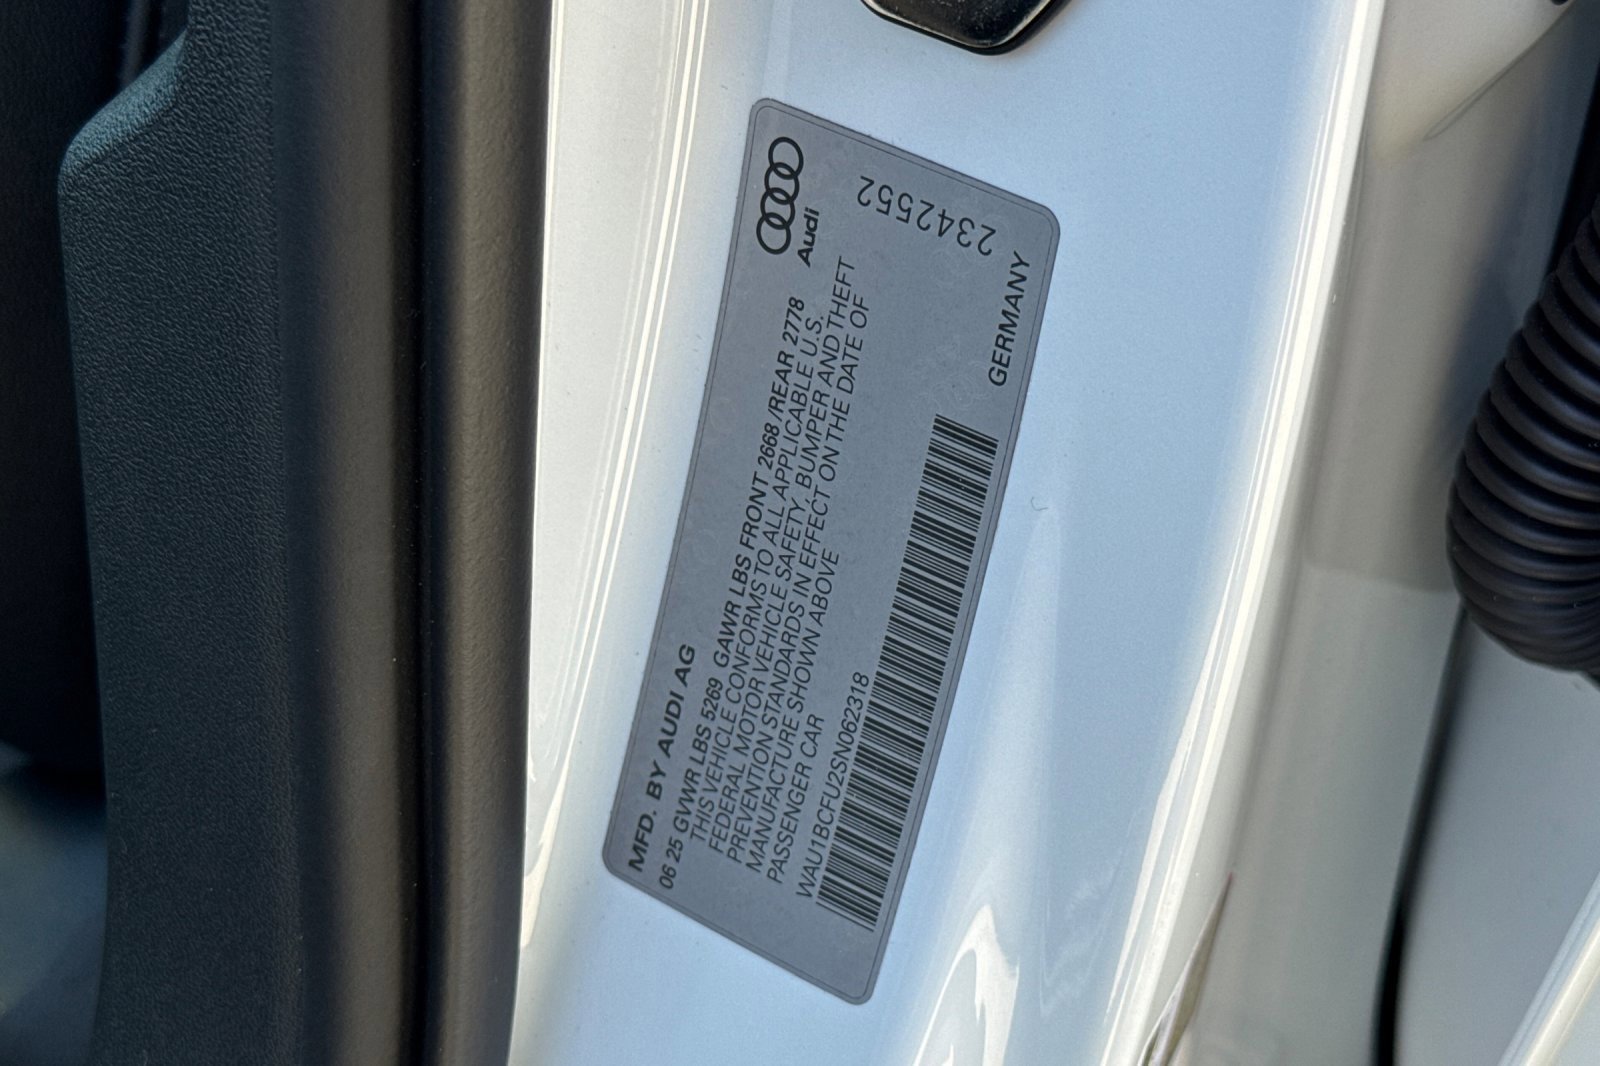 Audi
MFD. BY AUDI AG
06 25 GVWR LBS 5269 GAWR LBS FRONT 2668 /REAR 2778
THIS VEHICLE CONFORMS TO ALL APPLICABLE U.S.
FEDERAL MOTOR VEHICLE SAFETY, BUMPER AND THEFT
PREVENTION STANDARDS IN EFFECT ON THE DATE OF
MANUFACTURE SHOWN ABOVE
PASSENGER CAR
WAU1BCFU2SN062318
GERMANY
2342552